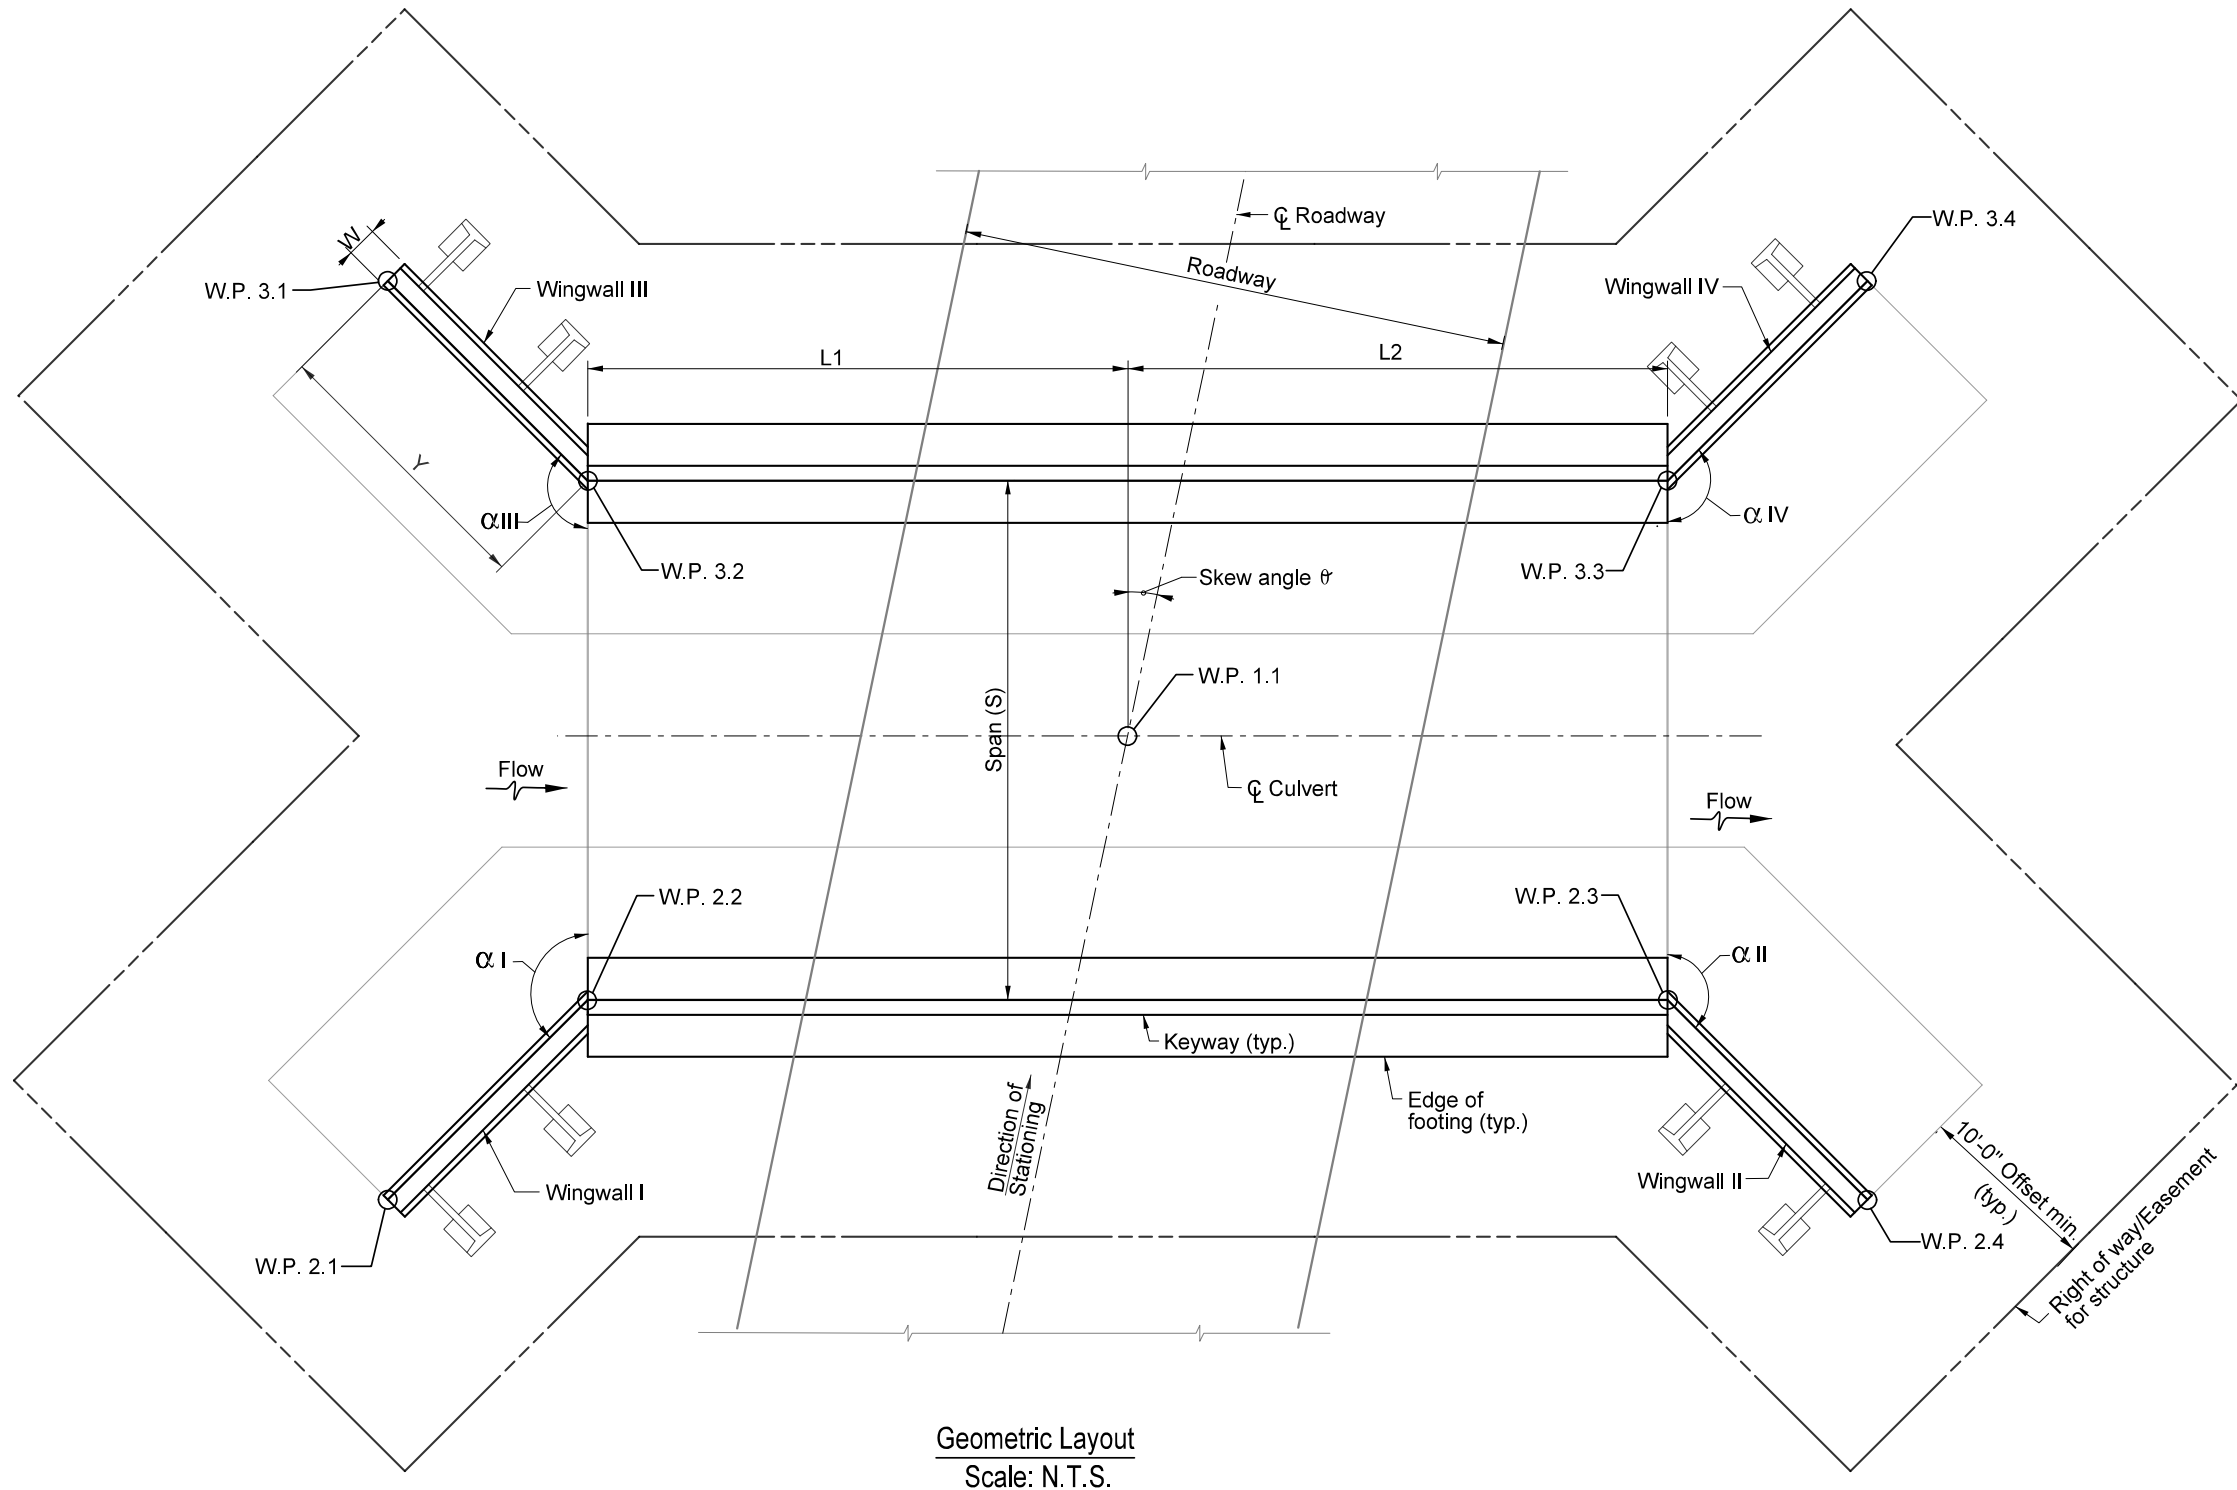 ℄ Roadway
W.P. 3.4
W
Roadway
W.P. 3.1
Wingwall III
Wingwall IV
L1
L2
Y
αIII
α IV
W.P. 3.2
W.P. 3.3
Skew angle θ
W.P. 1.1
Span (S)
Flow
℄ Culvert
Flow
W.P. 2.2
W.P. 2.3
α I
α II
Keyway (typ.)
Direction of
Stationing
Edge of
footing (typ.)
10'-0" Offset min.
(typ.)
Wingwall I
Wingwall II
W.P. 2.4
W.P. 2.1
Right of way/Easement
for structure
Geometric Layout
Scale: N.T.S.